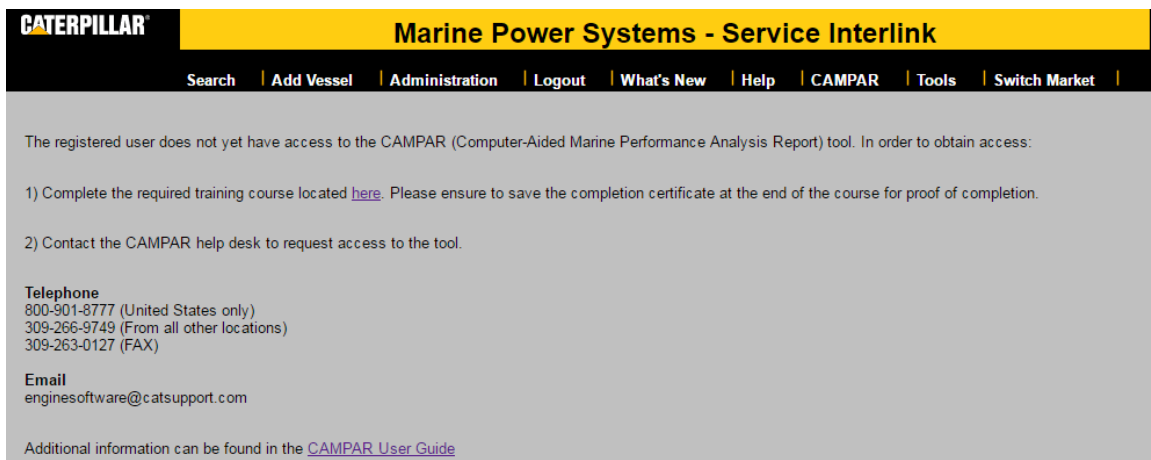 CATERPILLAR®
Marine Power Systems - Service Interlink
Search | Add Vessel | Administration | Logout | What's New | Help | CAMPAR | Tools | Switch Market |
The registered user does not yet have access to the CAMPAR (Computer-Aided Marine Performance Analysis Report) tool. In order to obtain access:
1) Complete the required training course located here. Please ensure to save the completion certificate at the end of the course for proof of completion.
2) Contact the CAMPAR help desk to request access to the tool.
Telephone
800-901-8777 (United States only)
309-266-9749 (From all other locations)
309-263-0127 (FAX)
Email
enginesoftware@catsupport.com
Additional information can be found in the CAMPAR User Guide